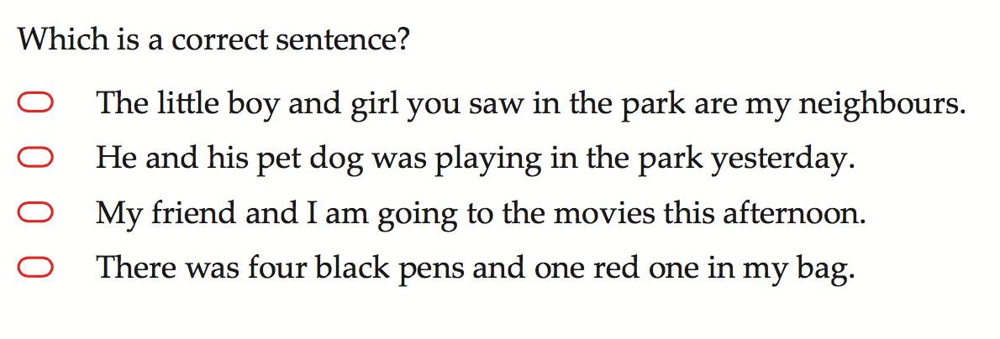 Which is a correct sentence?
The little boy and girl you saw in the park are my neighbours.
He and his pet dog was playing in the park yesterday.
My friend and I am going to the movies this afternoon.
There was four black pens and one red one in my bag.